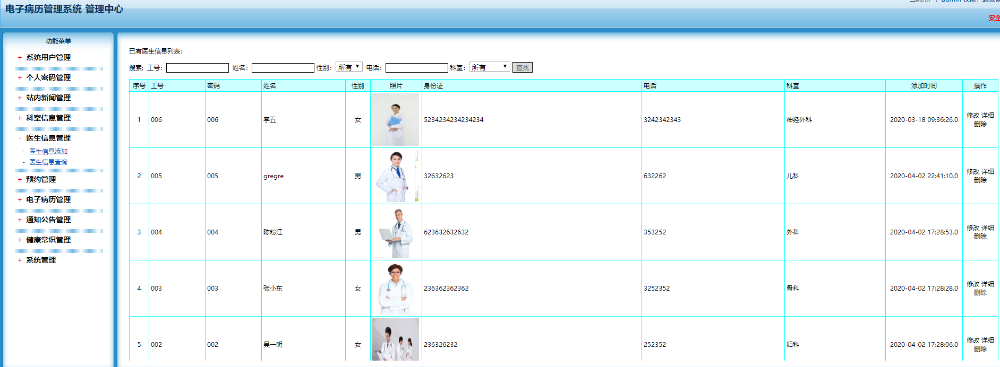 电子病历管理系统 管理中心
安全
功能菜单
+ 系统用户管理
+ 个人密码管理
+ 站内新闻管理
+ 科室信息管理
- 医生信息管理
- 医生信息添加
- 医生信息查询
+ 预约管理
+ 电子病历管理
+ 通知公告管理
+ 健康常识管理
+ 系统管理
已有医生信息列表：
搜索: 工号： 姓名： 性别： 所有 电话： 科室： 所有 查找
序号 工号 密码 姓名 性别 照片 身份证 电话 科室 添加时间 操作
1 006 006 李五 女 5234234234234234 3242342343 神经外科 2020-03-18 09:36:26.0 修改 详细
删除
2 005 005 gregre 男 32632623 632262 儿科 2020-04-02 22:41:10.0 修改 详细
删除
3 004 004 陈粉江 男 623632632632 353252 外科 2020-04-02 17:28:53.0 修改 详细
删除
4 003 003 张小东 女 236362362362 3252352 骨科 2020-04-02 17:28:28.0 修改 详细
删除
5 002 002 吴一明 女 236326232 252352 妇科 2020-04-02 17:28:06.0 修改 详细
删除